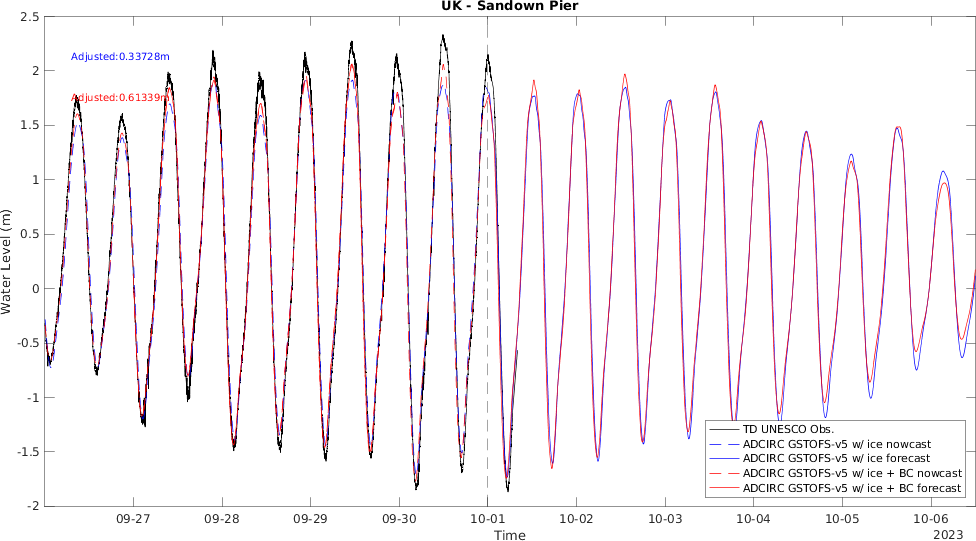 UK - Sandown Pier
2.5
2
1.5
1
0.5
0
-0.5
-1
-1.5
-2
Water Level (m)
Adjusted:0.33728m
Adjusted:0.61339m
TD UNESCO Obs.
ADCIRC GSTOFS-v5 w/ ice nowcast
ADCIRC GSTOFS-v5 w/ ice forecast
ADCIRC GSTOFS-v5 w/ ice + BC nowcast
ADCIRC GSTOFS-v5 w/ ice + BC forecast
09-27 09-28 09-29 09-30 10-01 10-02 10-03 10-04 10-05 10-06
2023
Time